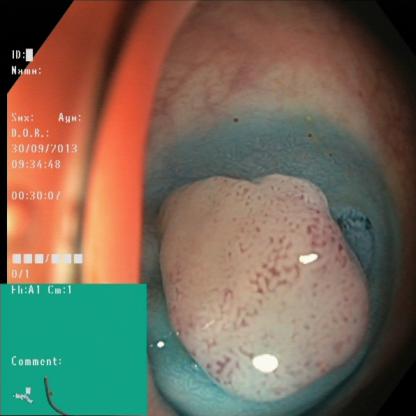 ID:
Name:
Sex: Age:
D.O.B.:
30/09/2013
09:34:48
00:30:07
0/1
Eh:A1 Cm:1
Comment: